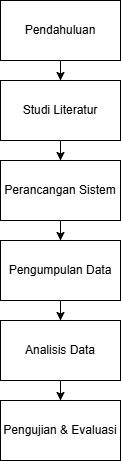 Pendahuluan
Studi Literatur
Perancangan Sistem
Pengumpulan Data
Analisis Data
Pengujian & Evaluasi